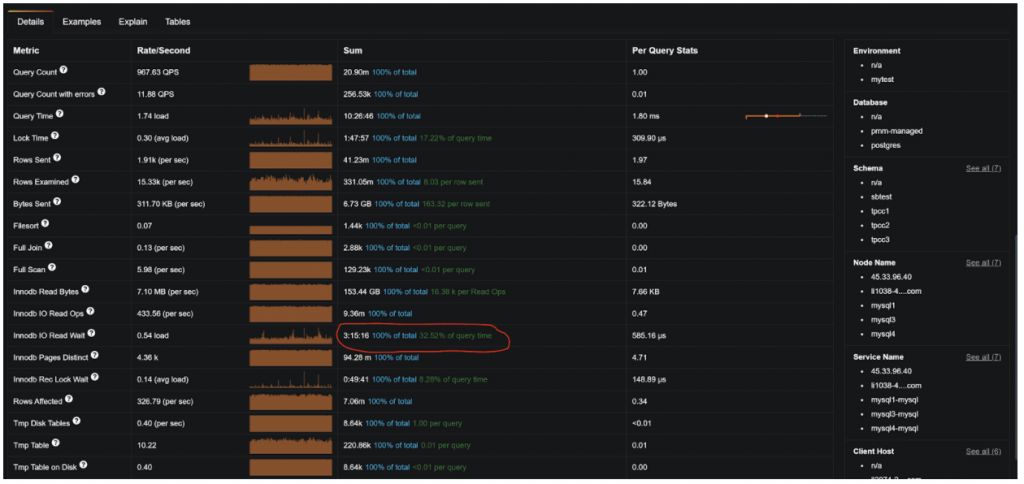 Details Examples Explain Tables
Metric Rate/Second Sum Per Query Stats
Query Count 967.63 QPS 20.90m 100% of total 1.00
Query Count with errors 11.88 QPS 256.53k 100% of total 0.01
Query Time 1.74 load 10:26:46 100% of total 1.80 ms
Lock Time 0.30 (avg load) 1:47:57 100% of total 17.22% of query time 309.90 µs
Rows Sent 1.91k (per sec) 41.23m 100% of total 1.97
Rows Examined 15.33k (per sec) 331.05m 100% of total 8.03 per row sent 15.84
Bytes Sent 311.70 KB (per sec) 6.73 GB 100% of total 163.32 per row sent 322.12 Bytes
Filesort 0.07 1.44k 100% of total <0.01 per query 0.00
Full Join 0.13 (per sec) 2.88k 100% of total <0.01 per query 0.00
Full Scan 5.98 (per sec) 129.23k 100% of total <0.01 per query 0.01
Innodb Read Bytes 7.10 MB (per sec) 153.44 GB 100% of total 16.38 k per Read Ops 7.66 KB
Innodb IO Read Ops 433.56 (per sec) 9.36m 100% of total 0.47
Innodb IO Read Wait 0.54 load 3:15:16 100% of total 32.52% of query time 585.16 µs
Innodb Pages Distinct 4.36 k 94.28 m 100% of total 4.71
Innodb Rec Lock Wait 0.14 (avg load) 0:49:41 100% of total 8.28% of query time 148.89 µs
Rows Affected 326.79 (per sec) 7.06m 100% of total 0.34
Tmp Disk Tables 0.40 (per sec) 8.64k 100% of total 1.00 per query <0.01
Tmp Table 10.22 220.86k 100% of total 0.01 per query 0.01
Tmp Table on Disk 0.40 8.64k 100% of total <0.01 per query 0.00
Environment
n/a
mytest
Database
n/a
pmm-managed
postgres
Schema See all (7)
n/a
sbtest
tpcc1
tpcc2
tpcc3
Node Name See all (7)
45.33.96.40
li1038-4....com
mysql1
mysql3
mysql4
Service Name See all (7)
45.33.96.40
li1038-4....com
mysql1-mysql
mysql3-mysql
mysql4-mysql
Client Host See all (6)
n/a